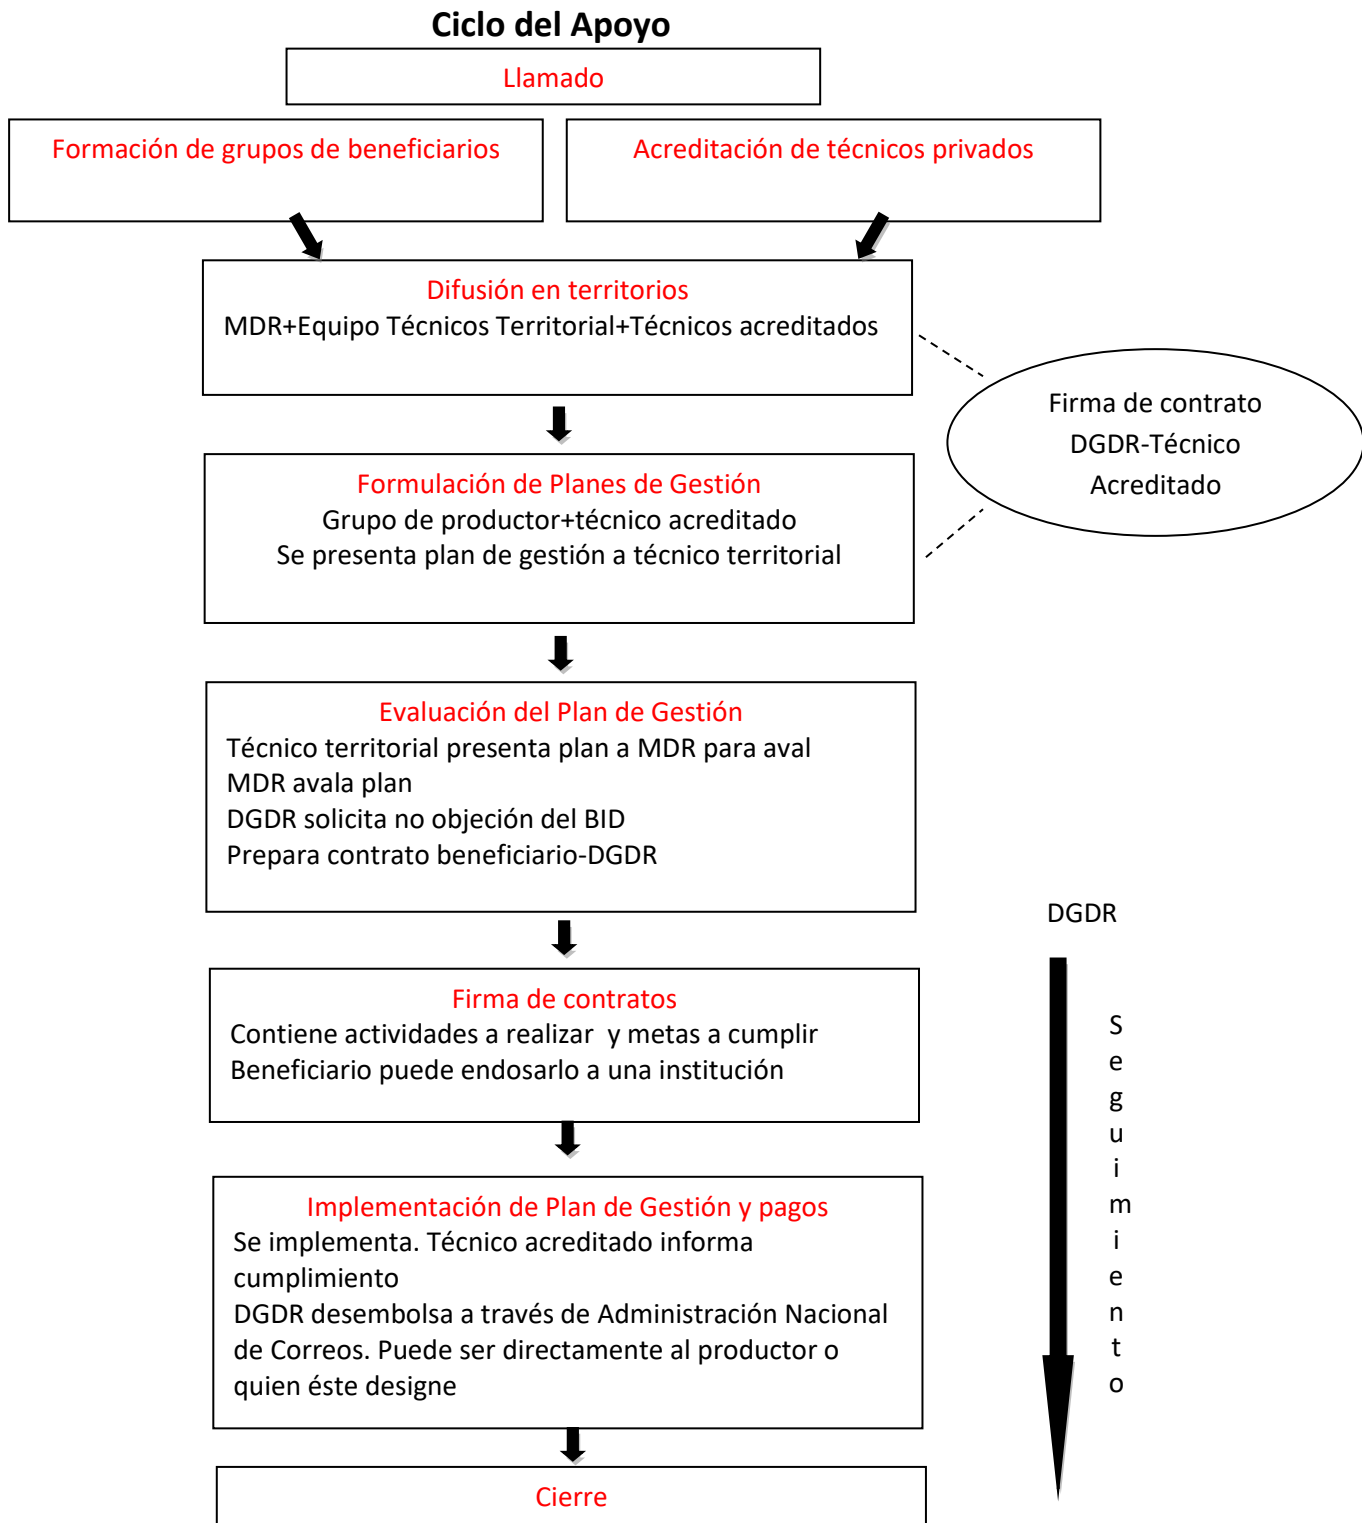 Ciclo del Apoyo
Llamado
Formación de grupos de beneficiarios
Acreditación de técnicos privados
Difusión en territorios
MDR+Equipo Técnicos Territorial+Técnicos acreditados
Firma de contrato
DGDR-Técnico
Acreditado
Formulación de Planes de Gestión
Grupo de productor+técnico acreditado
Se presenta plan de gestión a técnico territorial
Evaluación del Plan de Gestión
Técnico territorial presenta plan a MDR para aval
MDR avala plan
DGDR solicita no objeción del BID
Prepara contrato beneficiario-DGDR
DGDR
Firma de contratos
Contiene actividades a realizar  y metas a cumplir
Beneficiario puede endosarlo a una institución
S
e
g
u
i
m
i
e
n
t
o
Implementación de Plan de Gestión y pagos
Se implementa. Técnico acreditado informa
cumplimiento
DGDR desembolsa a través de Administración Nacional
de Correos. Puede ser directamente al productor o
quien éste designe
Cierre